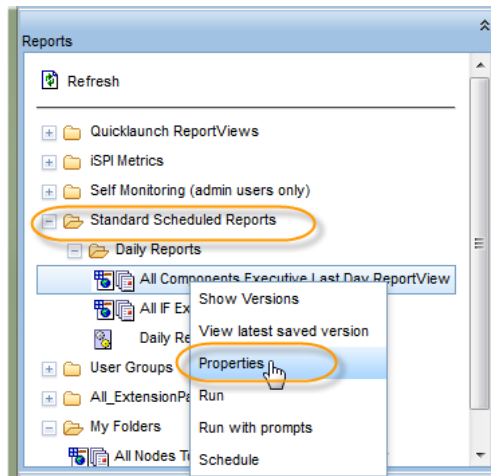 Reports
Refresh
Quicklaunch ReportViews
iSPI Metrics
Self Monitoring (admin users only)
Standard Scheduled Reports
Daily Reports
All Components Executive Last Day ReportView
All IF Ex
Show Versions
Daily Re
View latest saved version
User Groups
Properties
All_ExtensionPa
Run
My Folders
Run with prompts
All Nodes T
Schedule